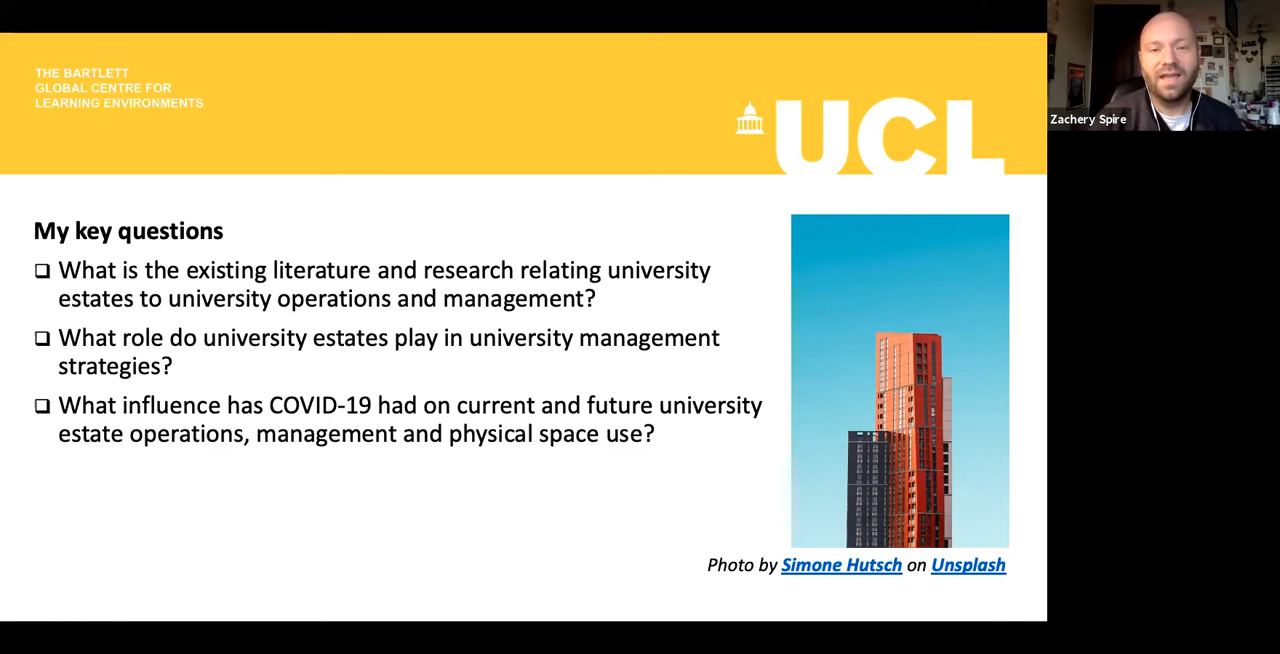 THE BARTLETT
GLOBAL CENTRE FOR
LEARNING ENVIRONMENTS
UCL
Zachery Spire
My key questions
❑ What is the existing literature and research relating university
estates to university operations and management?
❑ What role do university estates play in university management
strategies?
❑ What influence has COVID-19 had on current and future university
estate operations, management and physical space use?
Photo by Simone Hutsch on Unsplash